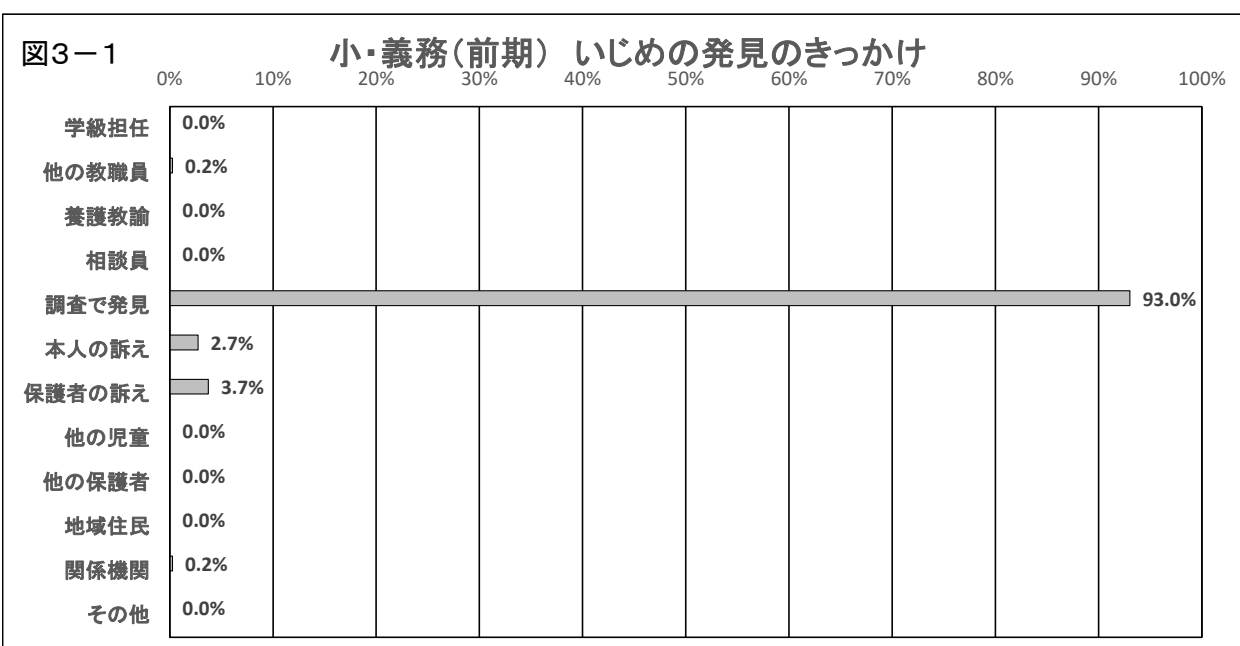 図3－1 小・義務(前期) いじめの発見のきっかけ
0% 10% 20% 30% 40% 50% 60% 70% 80% 90% 100%
学級担任 0.0%
他の教職員 0.2%
養護教諭 0.0%
相談員 0.0%
調査で発見 93.0%
本人の訴え 2.7%
保護者の訴え 3.7%
他の児童 0.0%
他の保護者 0.0%
地域住民 0.0%
関係機関 0.2%
その他 0.0%